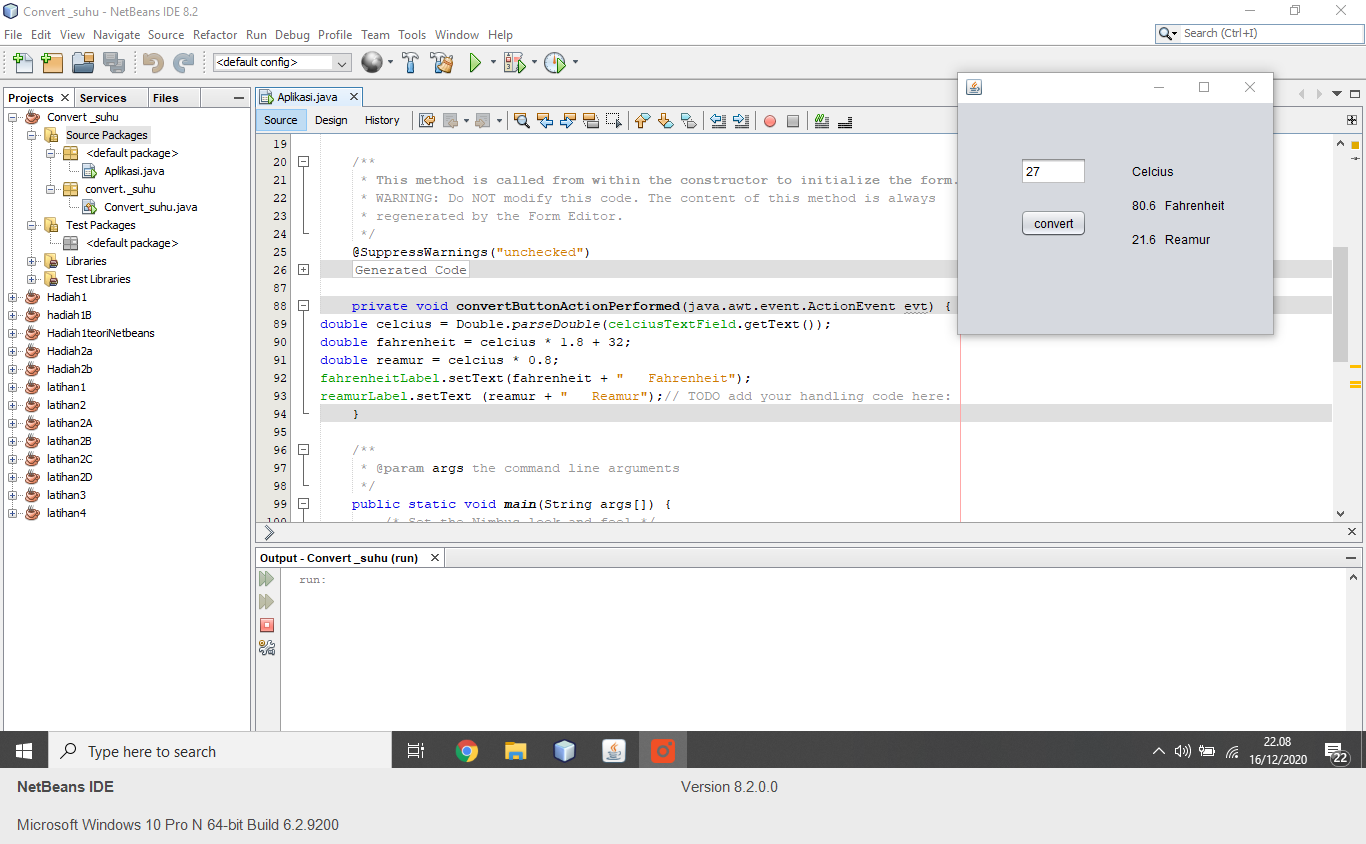 Convert _suhu - NetBeans IDE 8.2
File Edit View Navigate Source Refactor Run Debug Profile Team Tools Window Help
Search (Ctrl+I)
<default config>
Projects Services Files
Convert _suhu
Source Packages
<default package>
Aplikasi.java
convert._suhu
Convert_suhu.java
Test Packages
<default package>
Libraries
Test Libraries
Hadiah1
hadiah1B
Hadiah1teoriNetbeans
Hadiah2a
Hadiah2b
latihan1
latihan2
latihan2A
latihan2B
latihan2C
latihan2D
latihan3
latihan4
Aplikasi.java
Source Design History
19
20 /**
21 * This method is called from within the constructor to initialize the form.
22 * WARNING: Do NOT modify this code. The content of this method is always
23 * regenerated by the Form Editor.
24 */
25 @SuppressWarnings("unchecked")
26 Generated Code
87
88 private void convertButtonActionPerformed(java.awt.event.ActionEvent evt) {
89 double celcius = Double.parseDouble(celciusTextField.getText());
90 double fahrenheit = celcius * 1.8 + 32;
91 double reamur = celcius * 0.8;
92 fahrenheitLabel.setText(fahrenheit + "   Fahrenheit");
93 reamurLabel.setText (reamur + "   Reamur");// TODO add your handling code here:
94 }
95
96 /**
97 * @param args the command line arguments
98 */
99 public static void main(String args[]) {
100 /* Set the Nimbus look and feel */
27 Celcius
80.6 Fahrenheit
convert
21.6 Reamur
Output - Convert _suhu (run)
run:
Type here to search
22.08
16/12/2020
22
NetBeans IDE Version 8.2.0.0
Microsoft Windows 10 Pro N 64-bit Build 6.2.9200